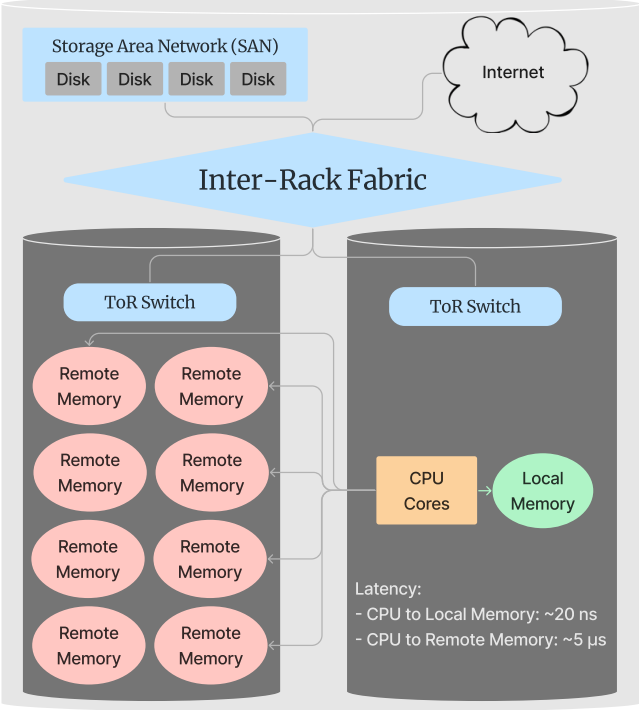 Storage Area Network (SAN)
Disk Disk Disk Disk
Internet
Inter-Rack Fabric
ToR Switch
ToR Switch
Remote
Memory
Remote
Memory
Remote
Memory
Remote
Memory
Remote
Memory
Remote
Memory
Remote
Memory
Remote
Memory
CPU
Cores
Local
Memory
Latency:
- CPU to Local Memory: ~20 ns
- CPU to Remote Memory: ~5 µs